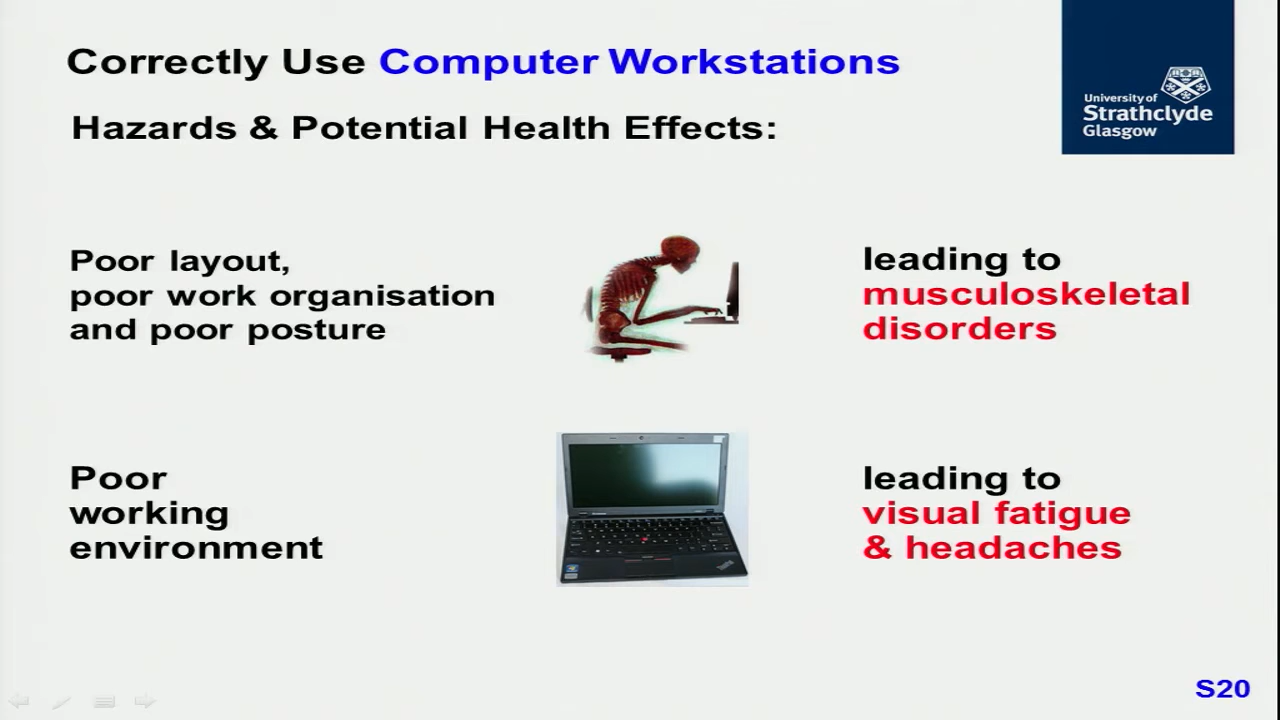 Correctly Use Computer Workstations
University of
Strathclyde
Glasgow
Hazards & Potential Health Effects:
Poor layout,
poor work organisation
and poor posture
leading to
musculoskeletal
disorders
Poor
working
environment
leading to
visual fatigue
& headaches
S20